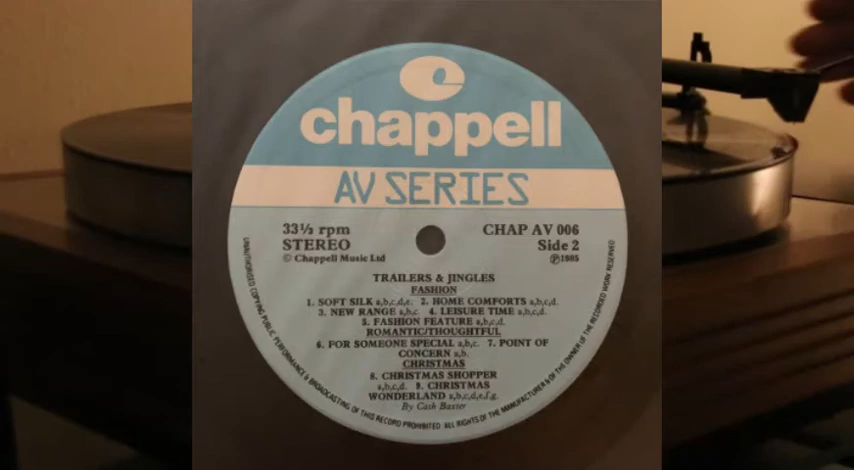 chappell
AV SERIES
33⅓ rpm
STEREO
© Chappell Music Ltd
CHAP AV 006
Side 2
Ⓟ1985
TRAILERS & JINGLES
FASHION
1. SOFT SILK a,b,c,d,e. 2. HOME COMFORTS a,b,c,d.
3. NEW RANGE a,b,c. 4. LEISURE TIME a,b,c,d.
5. FASHION FEATURE a,b,c,d.
ROMANTIC/THOUGHTFUL
6. FOR SOMEONE SPECIAL a,b,c. 7. POINT OF
CONCERN a,b.
CHRISTMAS
8. CHRISTMAS SHOPPER
a,b,c,d. 9. CHRISTMAS
WONDERLAND a,b,c,d,e,f,g.
By Cash Baxter
UNAUTHORISED COPYING PUBLIC PERFORMANCE & BROADCASTING OF THIS RECORD PROHIBITED ALL RIGHTS OF THE MANUFACTURER & OF THE OWNER OF THE RECORDED WORK RESERVED